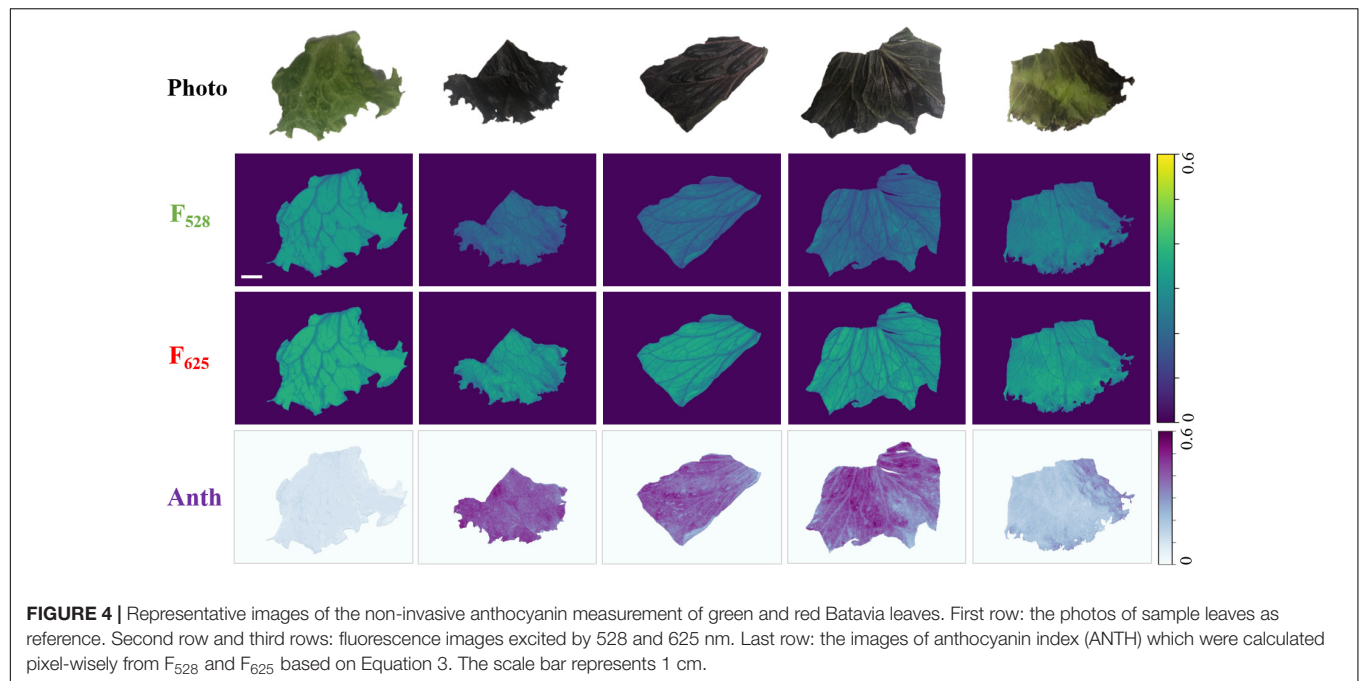 Photo
F₅₂₈
0.6
F₆₂₅
0
0.6
Anth
0
FIGURE 4 | Representative images of the non-invasive anthocyanin measurement of green and red Batavia leaves. First row: the photos of sample leaves as
reference. Second row and third rows: fluorescence images excited by 528 and 625 nm. Last row: the images of anthocyanin index (ANTH) which were calculated
pixel-wisely from F₅₂₈ and F₆₂₅ based on Equation 3. The scale bar represents 1 cm.